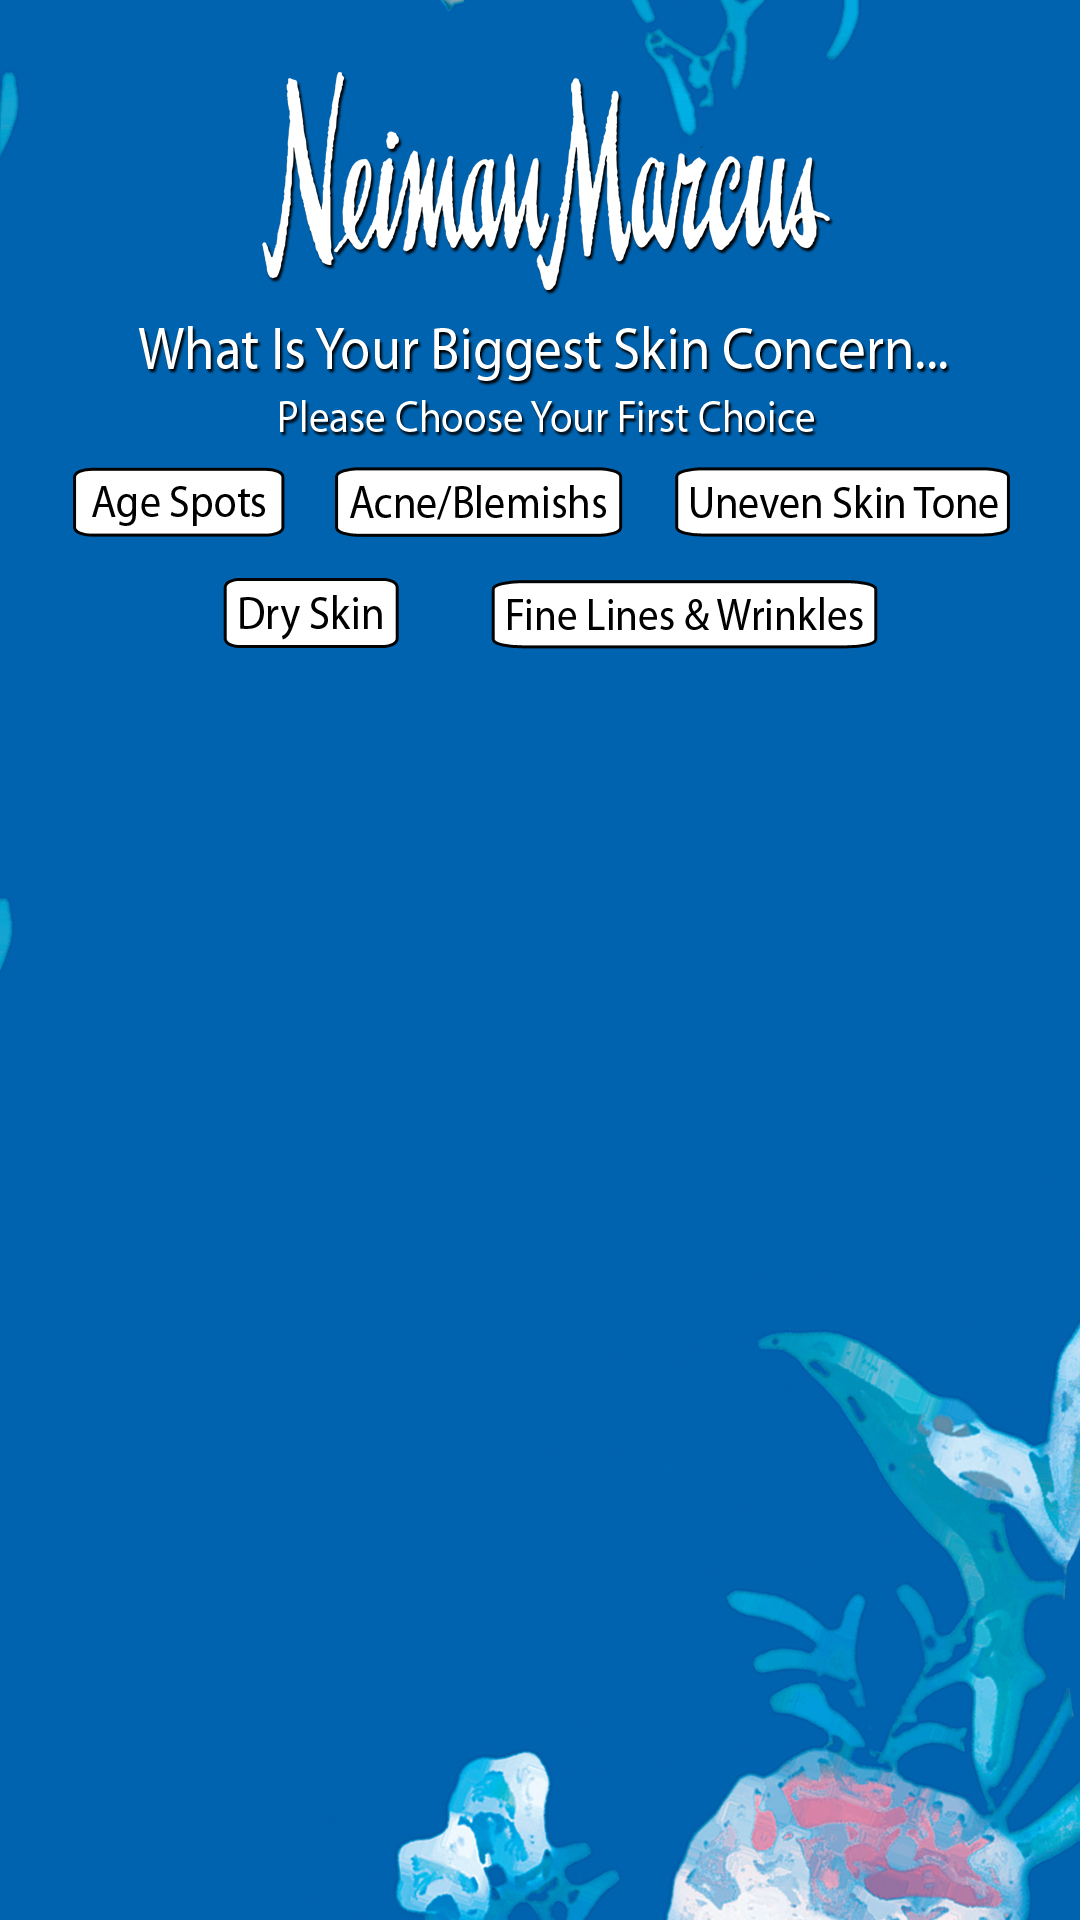 Neiman Marcus
What Is Your Biggest Skin Concern...
Please Choose Your First Choice
Age Spots Acne/Blemishs Uneven Skin Tone
Dry Skin Fine Lines & Wrinkles